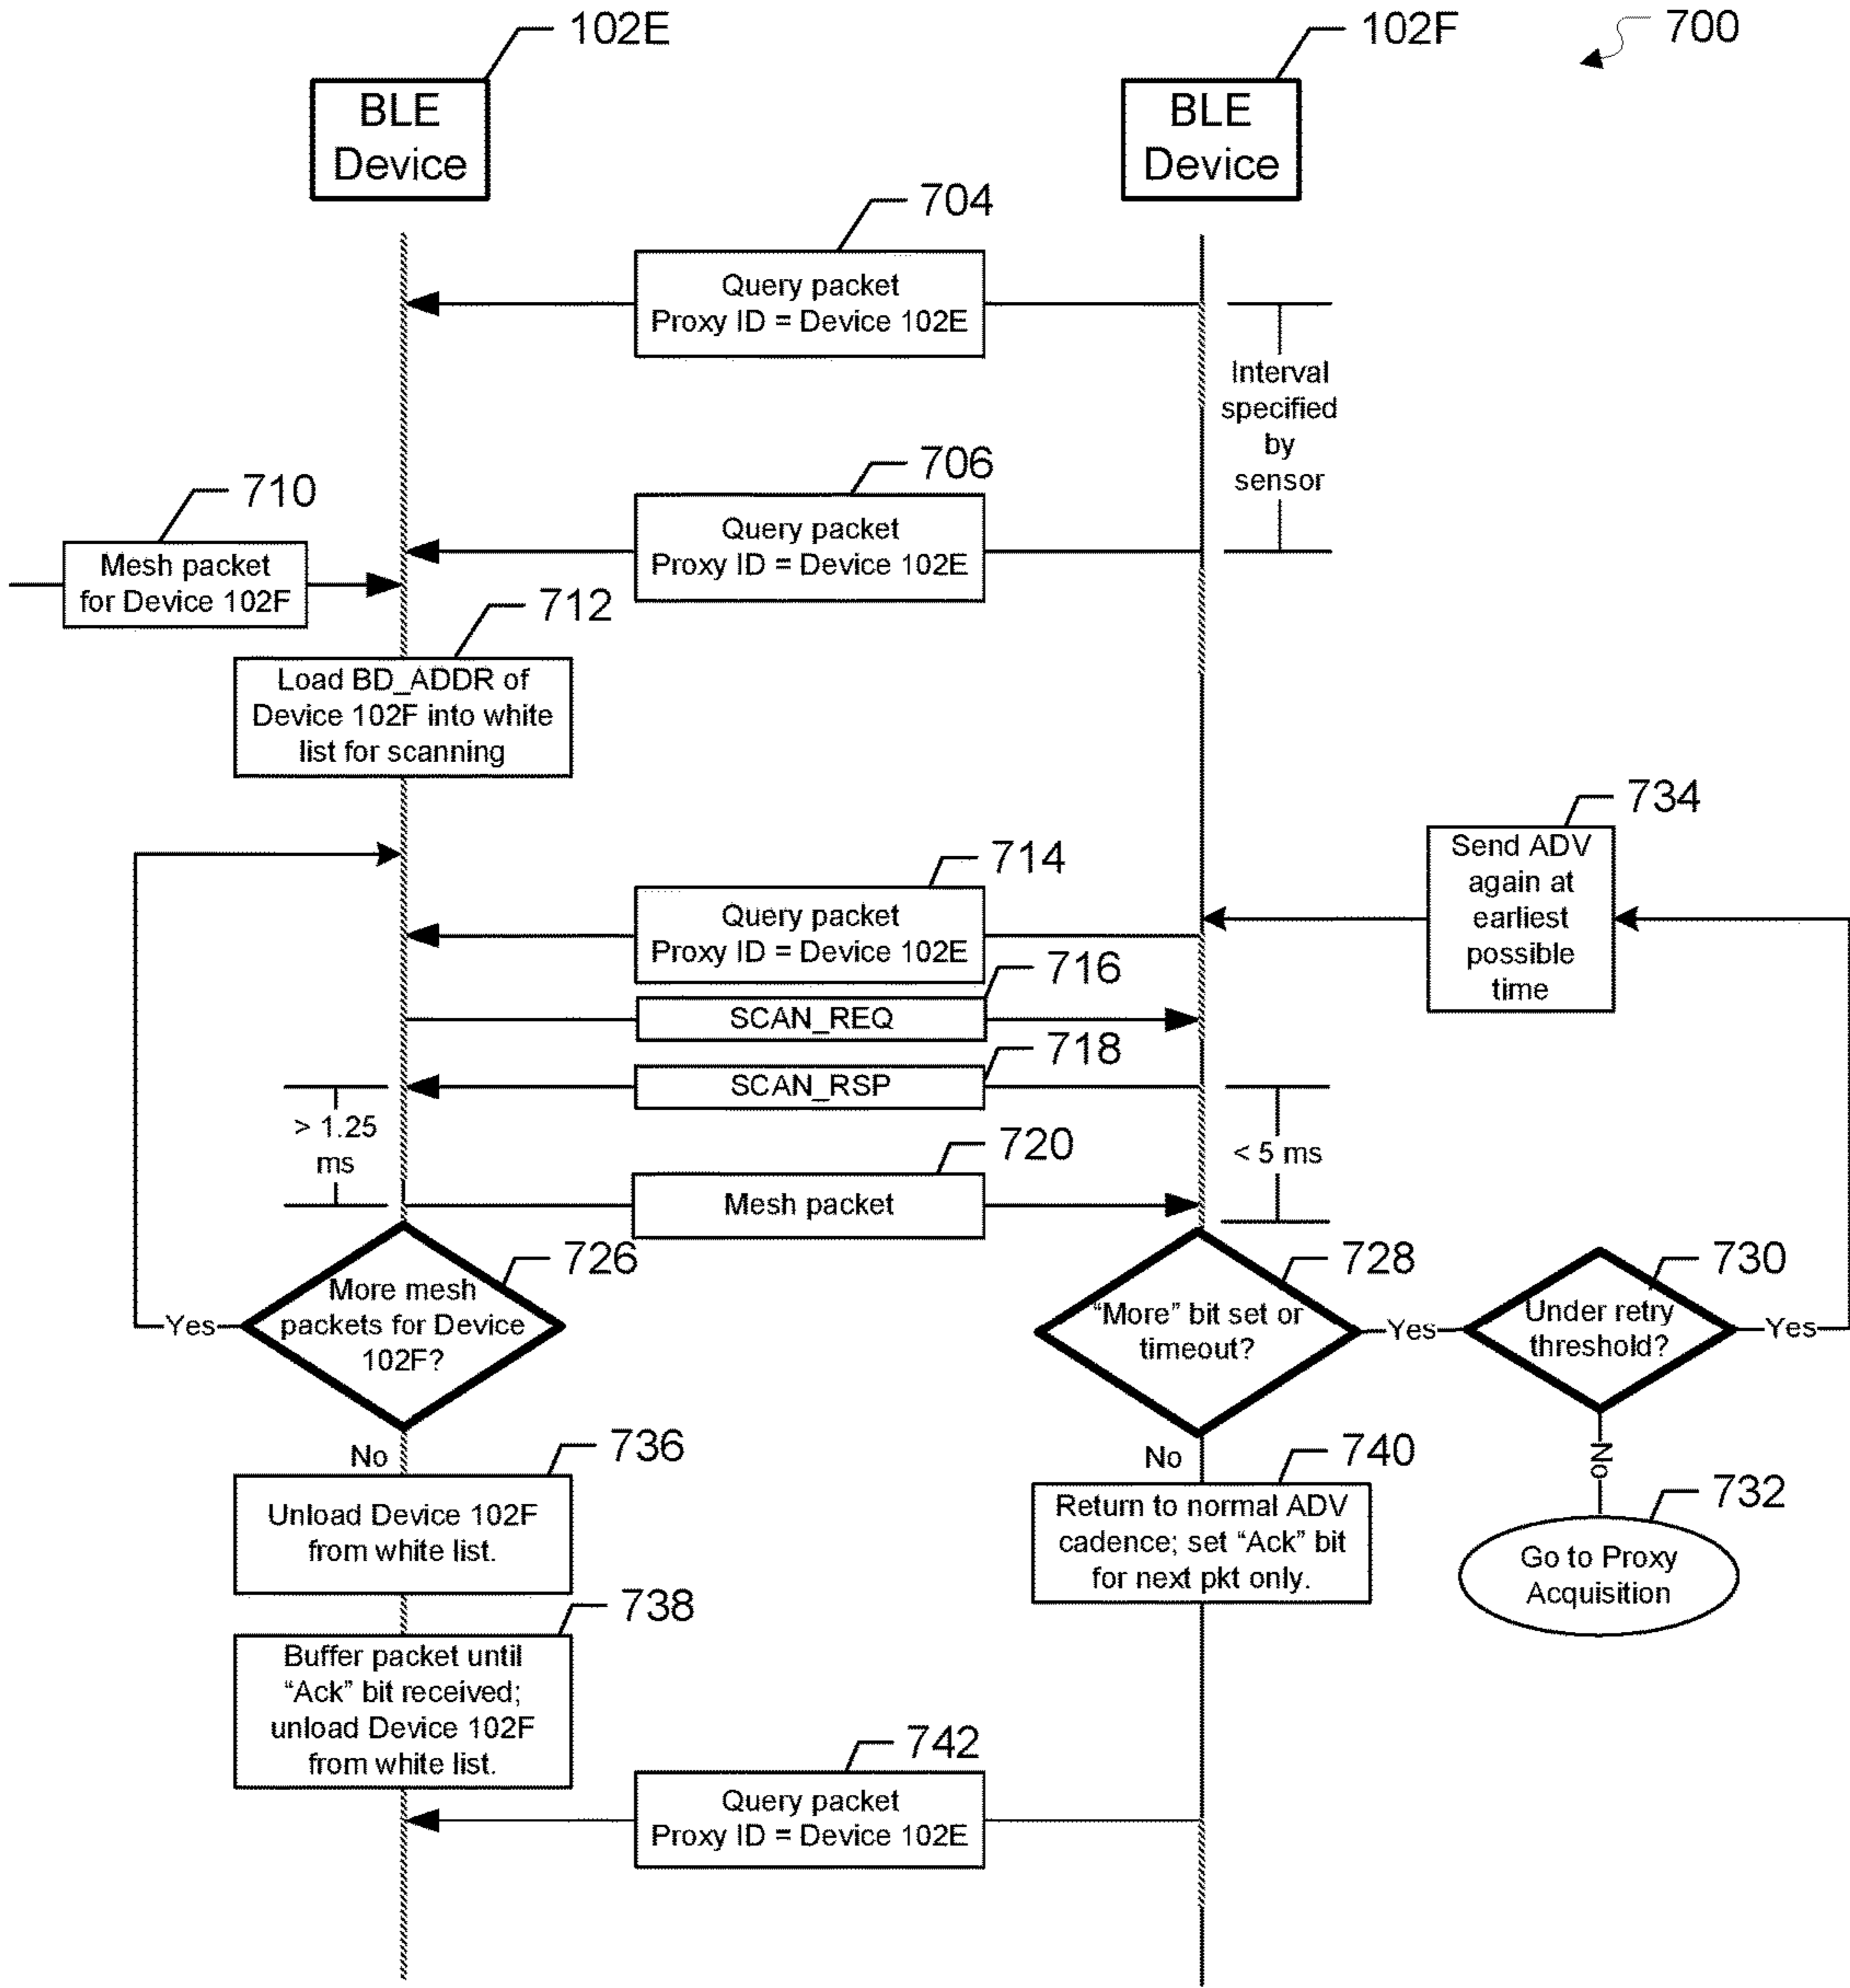 102E
102F
700
BLE
Device
BLE
Device
704
Query packet
Proxy ID = Device 102E
Interval
specified
by
sensor
706
Query packet
Proxy ID = Device 102E
710
Mesh packet
for Device 102F
712
Load BD_ADDR of
Device 102F into white
list for scanning
734
Send ADV
again at
earliest
possible
time
714
Query packet
Proxy ID = Device 102E
716
SCAN_REQ
718
SCAN_RSP
> 1.25
ms
< 5 ms
720
Mesh packet
726
More mesh
packets for Device
102F?
Yes
728
“More” bit set or
timeout?
Yes
730
Under retry
threshold?
Yes
No
736
Unload Device 102F
from white list.
No
740
Return to normal ADV
cadence; set “Ack” bit
for next pkt only.
No
732
Go to Proxy
Acquisition
738
Buffer packet until
“Ack” bit received;
unload Device 102F
from white list.
742
Query packet
Proxy ID = Device 102E